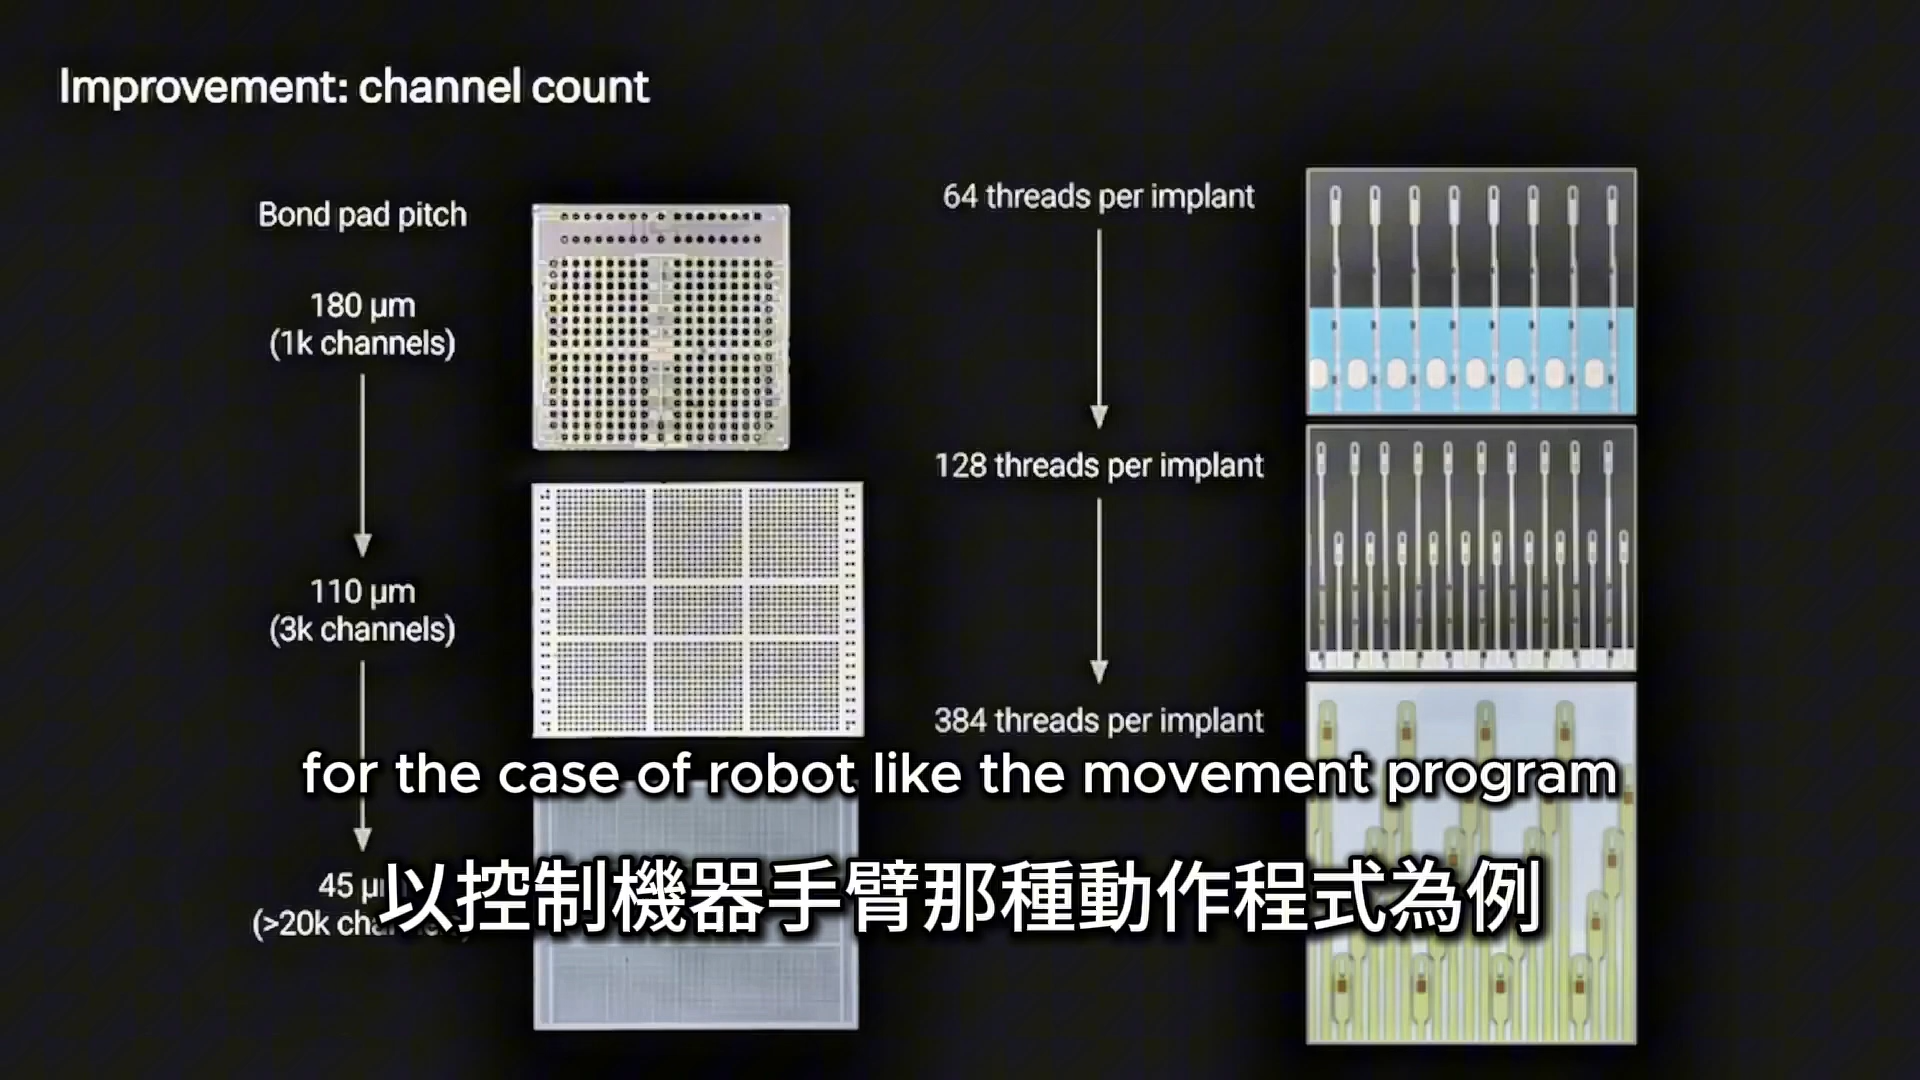 Improvement: channel count
Bond pad pitch
180 µm
(1k channels)
110 µm
(3k channels)
45 µm
(>20k
64 threads per implant
128 threads per implant
384 threads per implant
for the case of robot like the movement program
以控制機器手臂那種動作程式為例